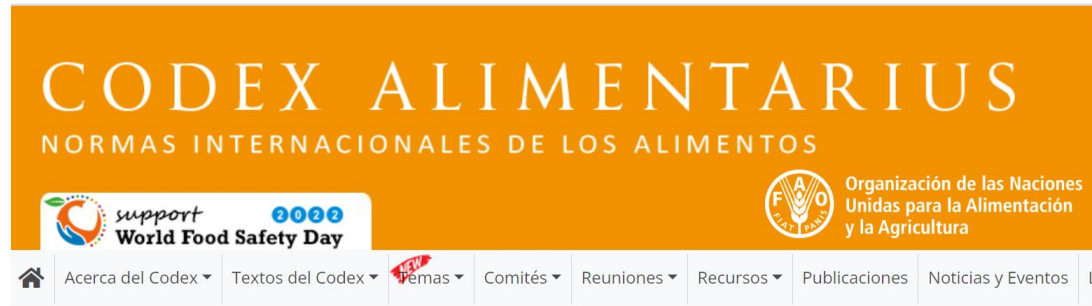 CODEX ALIMENTARIUS
NORMAS INTERNACIONALES DE LOS ALIMENTOS
support 2022
World Food Safety Day
FAO
FIAT PANIS
Organización de las Naciones
Unidas para la Alimentación
y la Agricultura
NEW
Acerca del Codex Textos del Codex Temas Comités Reuniones Recursos Publicaciones Noticias y Eventos